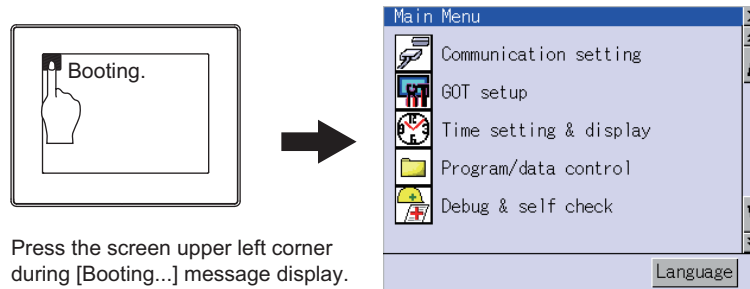 Booting.
Press the screen upper left corner
during [Booting...] message display.
Main Menu
Communication setting
GOT setup
Time setting & display
Program/data control
Debug & self check
Language